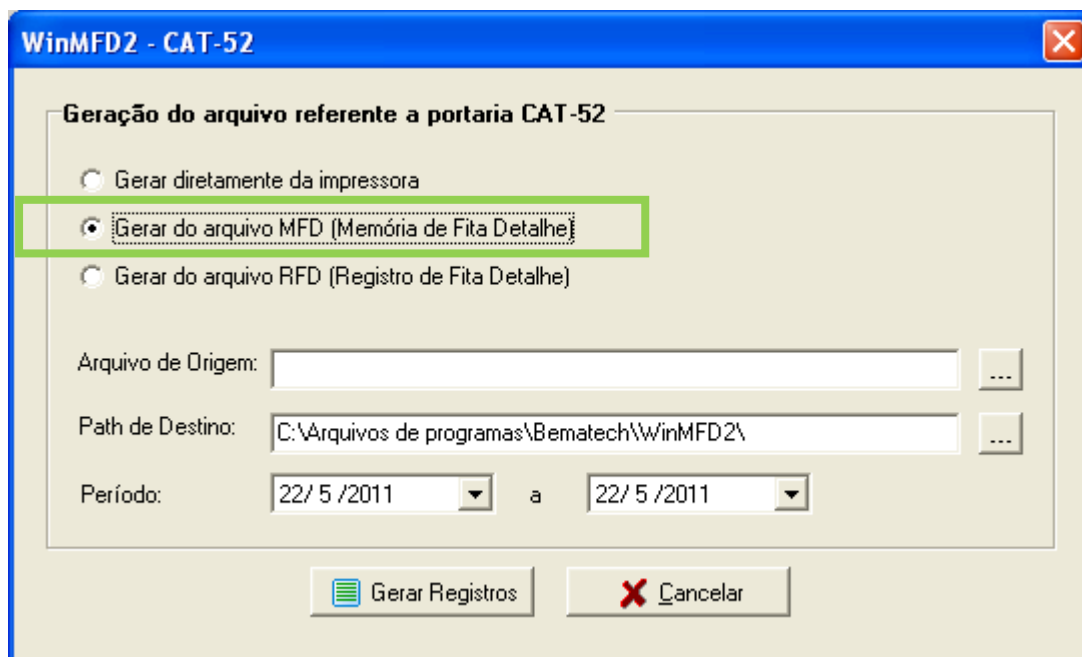 WinMFD2 - CAT-52
Geração do arquivo referente a portaria CAT-52
Gerar diretamente da impressora
Gerar do arquivo MFD (Memória de Fita Detalhe)
Gerar do arquivo RFD (Registro de Fita Detalhe)
Arquivo de Origem: ...
Path de Destino: C:\Arquivos de programas\Bematech\WinMFD2\ ...
Período: 22/ 5 /2011 a 22/ 5 /2011
Gerar Registros Cancelar